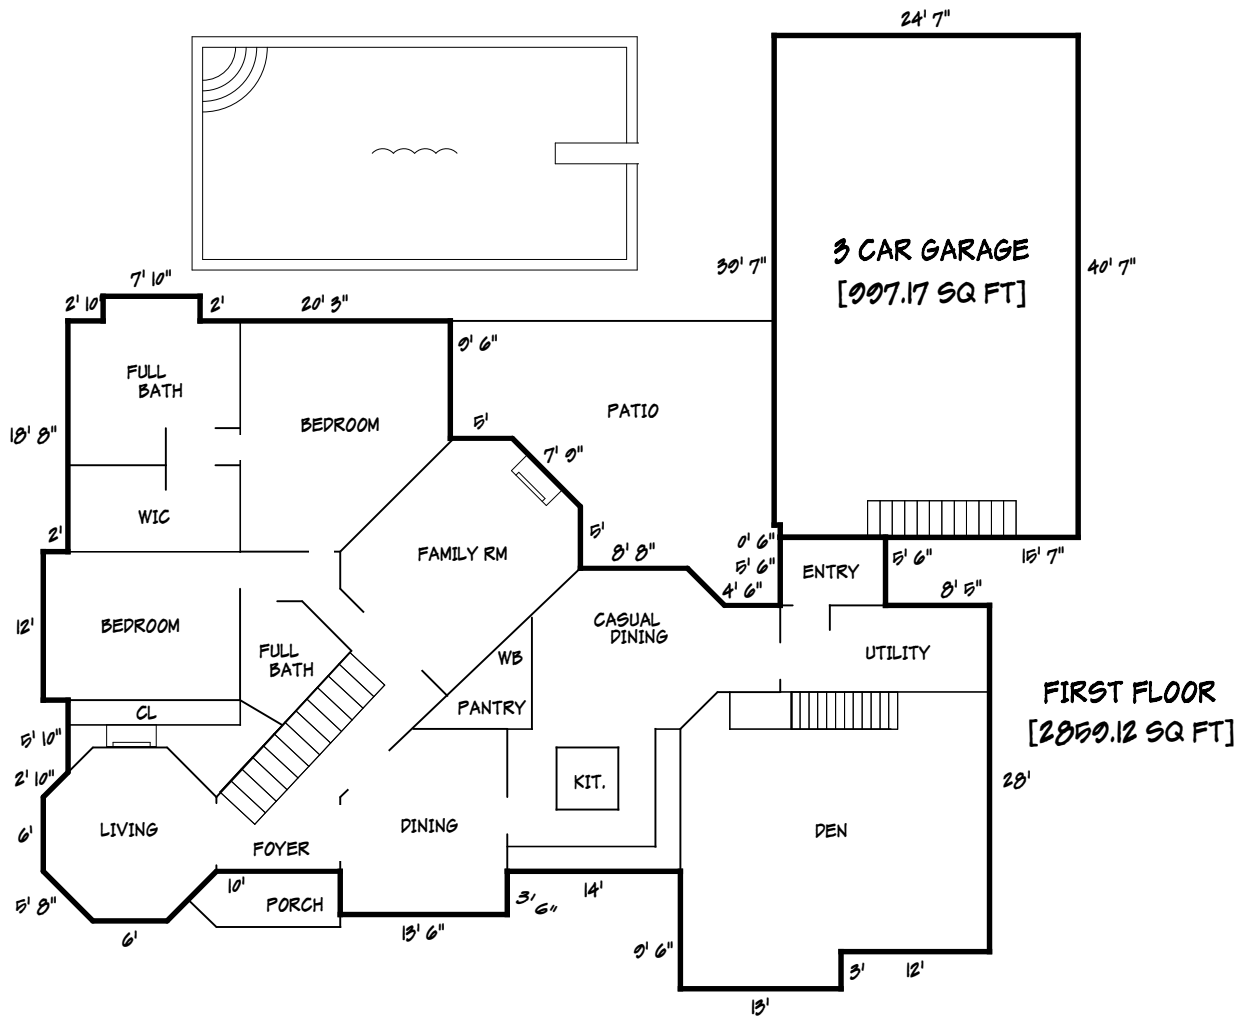 24' 7"
3 CAR GARAGE
[997.17 SQ FT]
39' 7"
40' 7"
7' 10"
2' 10"
2'
20' 3"
9' 6"
FULL
BATH
BEDROOM
PATIO
5'
18' 8"
7' 9"
WIC
2'
FAMILY RM
5'
8' 8"
0' 6"
5' 6"
5' 6"
15' 7"
ENTRY
4' 6"
8' 5"
12'
BEDROOM
CASUAL
DINING
FULL
BATH
WB
UTILITY
FIRST FLOOR
[2859.12 SQ FT]
CL
PANTRY
5' 10"
2' 10"
KIT.
28'
6'
LIVING
DINING
DEN
FOYER
10'
14'
5' 8"
PORCH
3' 6"
6'
13' 6"
9' 6"
3'
12'
13'